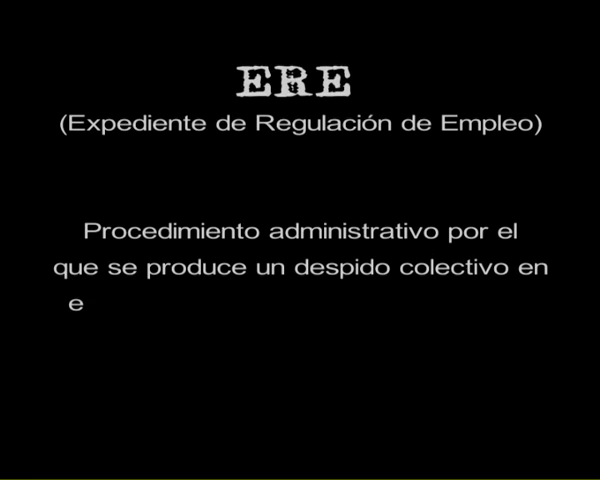 ERE
(Expediente de Regulación de Empleo)
Procedimiento administrativo por el
que se produce un despido colectivo en
e